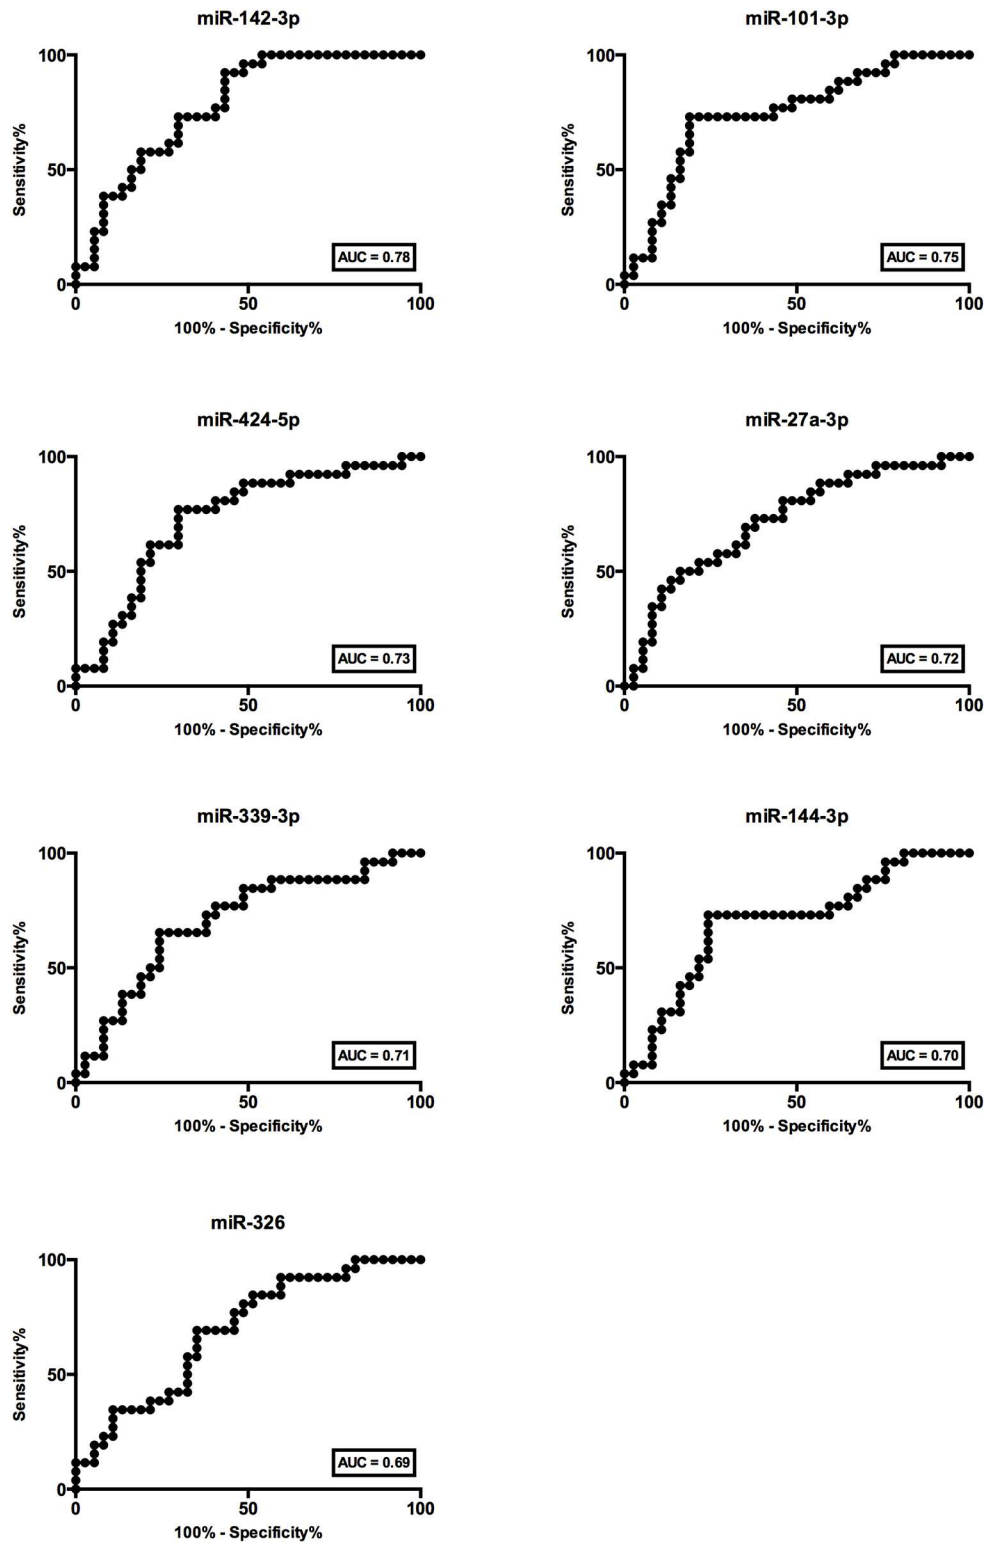 miR-142-3p
100
50
0
Sensitivity%
AUC = 0.78
0 50 100
100% - Specificity%
miR-101-3p
100
50
0
Sensitivity%
AUC = 0.75
0 50 100
100% - Specificity%
miR-424-5p
100
50
0
Sensitivity%
AUC = 0.73
0 50 100
100% - Specificity%
miR-27a-3p
100
50
0
Sensitivity%
AUC = 0.72
0 50 100
100% - Specificity%
miR-339-3p
100
50
0
Sensitivity%
AUC = 0.71
0 50 100
100% - Specificity%
miR-144-3p
100
50
0
Sensitivity%
AUC = 0.70
0 50 100
100% - Specificity%
miR-326
100
50
0
Sensitivity%
AUC = 0.69
0 50 100
100% - Specificity%